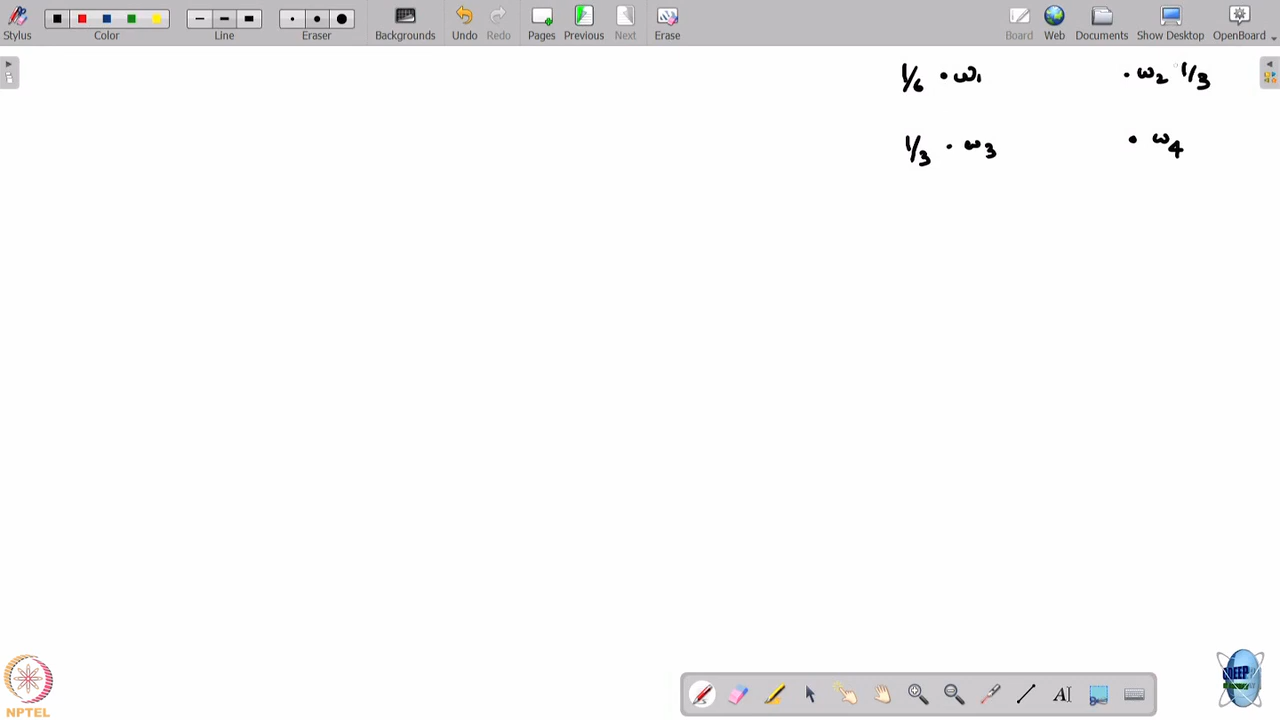 Stylus Color Line Eraser Backgrounds Undo Redo Pages Previous Next Erase Board Web Documents Show Desktop OpenBoard
1/6 · ω1 · ω2 1/3
1/3 · ω3 · ω4
NPTEL